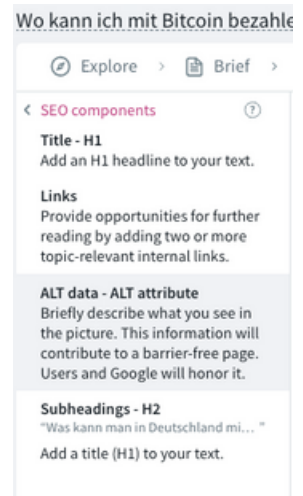 Wo kann ich mit Bitcoin bezahle
Explore > Brief >
< SEO components ?
Title - H1
Add an H1 headline to your text.
Links
Provide opportunities for further
reading by adding two or more
topic-relevant internal links.
ALT data - ALT attribute
Briefly describe what you see in
the picture. This information will
contribute to a barrier-free page.
Users and Google will honor it.
Subheadings - H2
“Was kann man in Deutschland mi... ”
Add a title (H1) to your text.